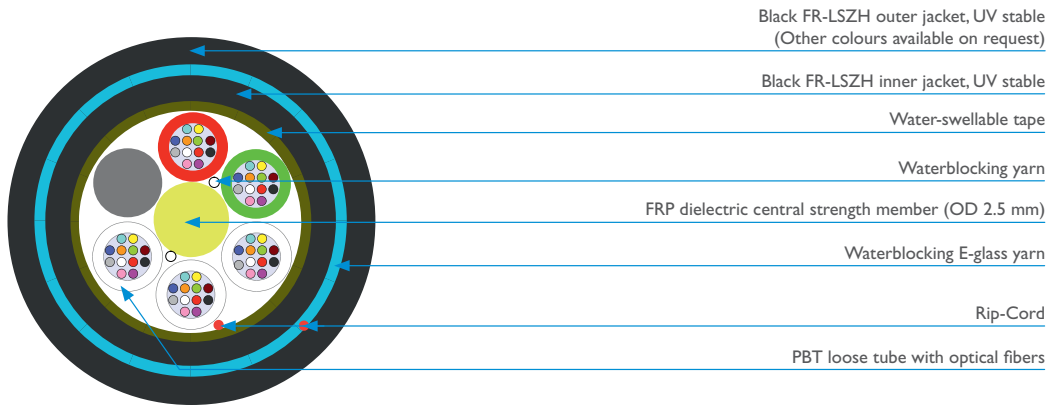 Black FR-LSZH outer jacket, UV stable
(Other colours available on request)
Black FR-LSZH inner jacket, UV stable
Water-swellable tape
Waterblocking yarn
FRP dielectric central strength member (OD 2.5 mm)
Waterblocking E-glass yarn
Rip-Cord
PBT loose tube with optical fibers